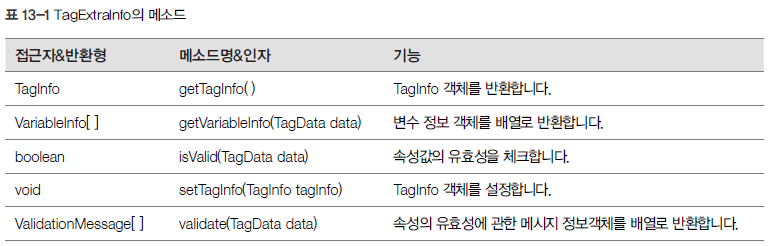 표 13-1 TagExtraInfo의 메소드
접근자&반환형 메소드명&인자 기능
TagInfo getTagInfo( ) TagInfo 객체를 반환합니다.
VariableInfo[ ] getVariableInfo(TagData data) 변수 정보 객체를 배열로 반환합니다.
boolean isValid(TagData data) 속성값의 유효성을 체크합니다.
void setTagInfo(TagInfo tagInfo) TagInfo 객체를 설정합니다.
ValidationMessage[ ] validate(TagData data) 속성의 유효성에 관한 메시지 정보객체를 배열로 반환합니다.